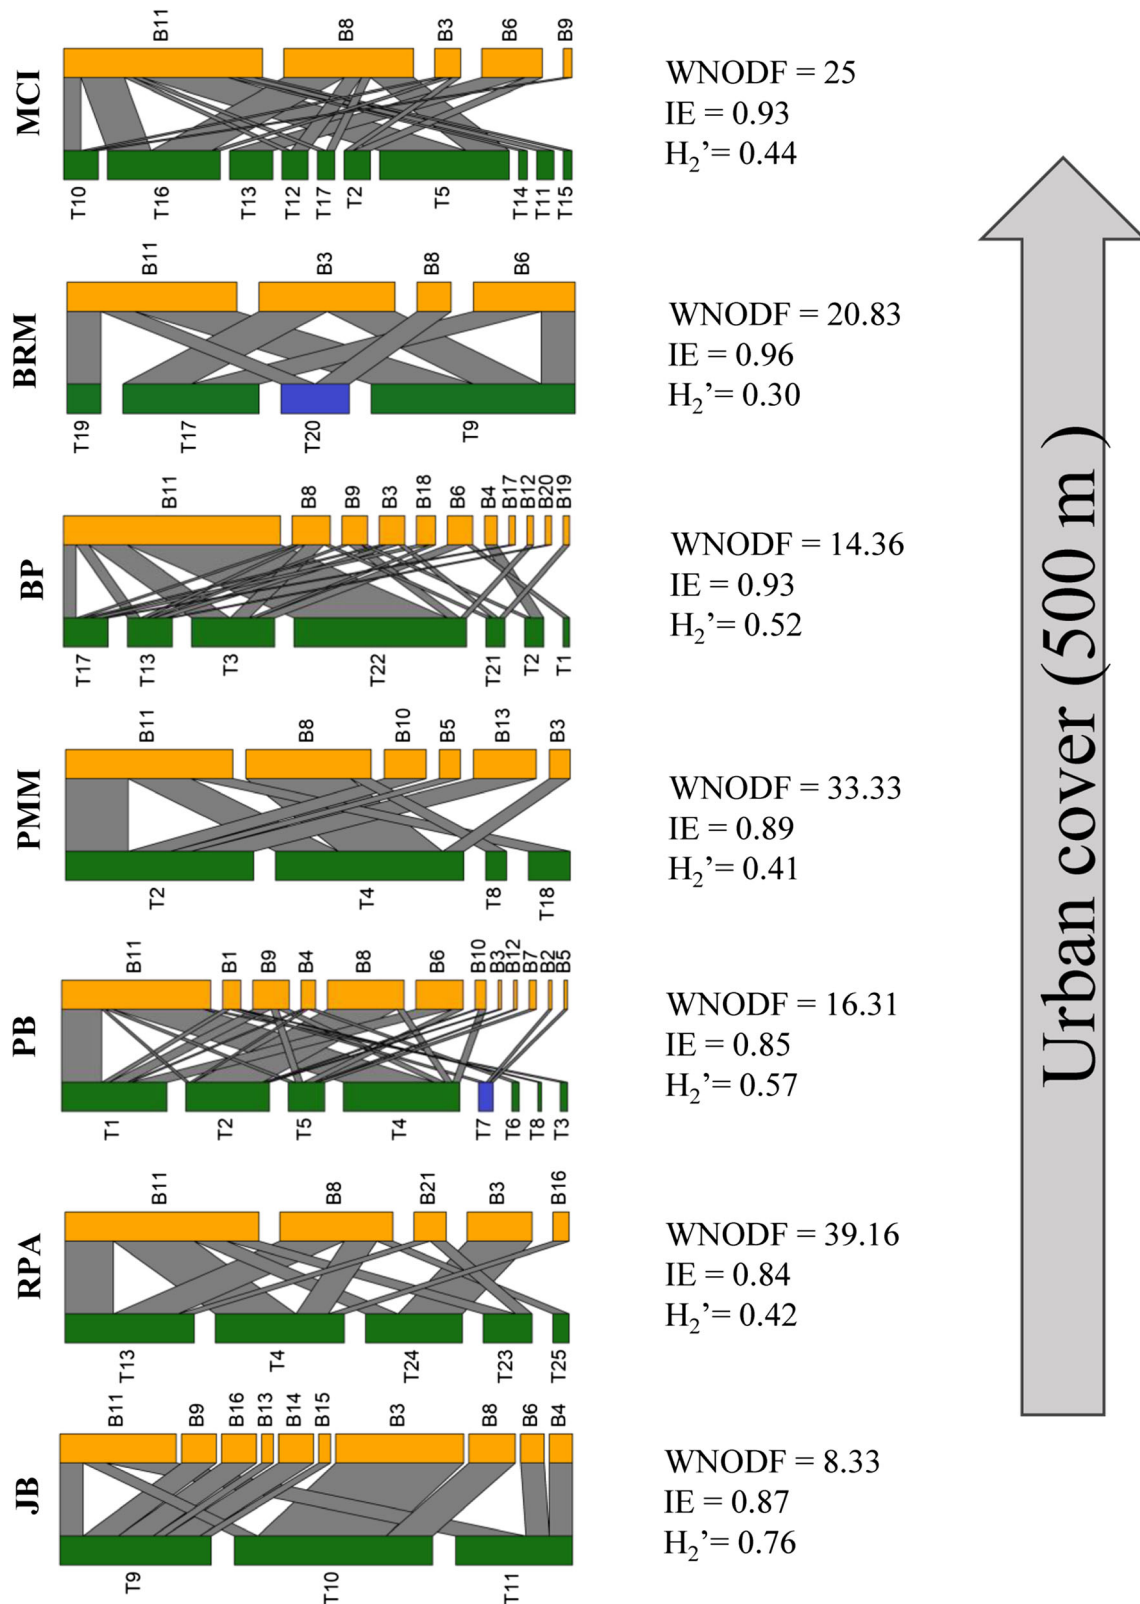 B11 B8 B3 B6 B9
MCI
T10 T16 T13 T12 T17 T2 T5 T14 T11 T15
WNODF = 25
IE = 0.93
H₂’= 0.44
B11 B3 B8 B6
BRM
T19 T17 T20 T9
WNODF = 20.83
IE = 0.96
H₂’= 0.30
B11 B8 B9 B3 B18 B6 B4 B17 B12 B20 B19
BP
T17 T13 T3 T22 T21 T2 T1
WNODF = 14.36
IE = 0.93
H₂’= 0.52
B11 B8 B10 B5 B13 B3
PMM
T2 T4 T8 T18
WNODF = 33.33
IE = 0.89
H₂’= 0.41
B11 B1 B9 B4 B8 B6 B10 B3 B12 B7 B2 B5
PB
T1 T2 T5 T4 T7 T6 T8 T3
WNODF = 16.31
IE = 0.85
H₂’= 0.57
B11 B8 B21 B3 B16
RPA
T13 T4 T24 T23 T25
WNODF = 39.16
IE = 0.84
H₂’= 0.42
B11 B9 B16 B13 B14 B15 B3 B8 B6 B4
JB
T9 T10 T11
WNODF = 8.33
IE = 0.87
H₂’= 0.76
Urban cover (500 m )